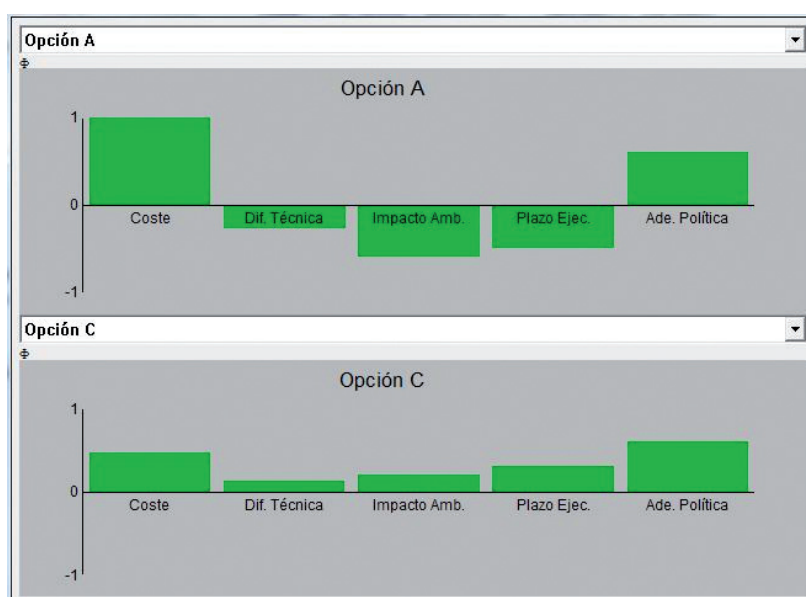 Opción A
Φ
Opción A
1
0
Coste Dif. Técnica Impacto Amb. Plazo Ejec. Ade. Política
-1
Opción C
Φ
Opción C
1
0
Coste Dif. Técnica Impacto Amb. Plazo Ejec. Ade. Política
-1